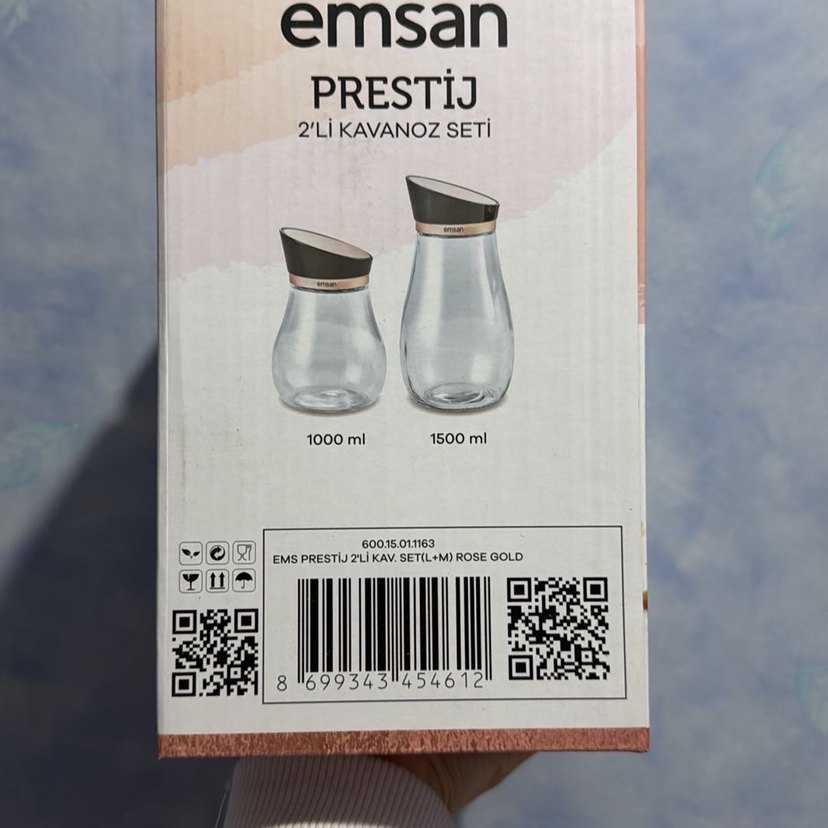 emsan
PRESTİJ
2'Lİ KAVANOZ SETİ
emsan
emsan
1000 ml
1500 ml
600.15.01.1163
EMS PRESTİJ 2'Lİ KAV. SET(L+M) ROSE GOLD
8 699343 454612